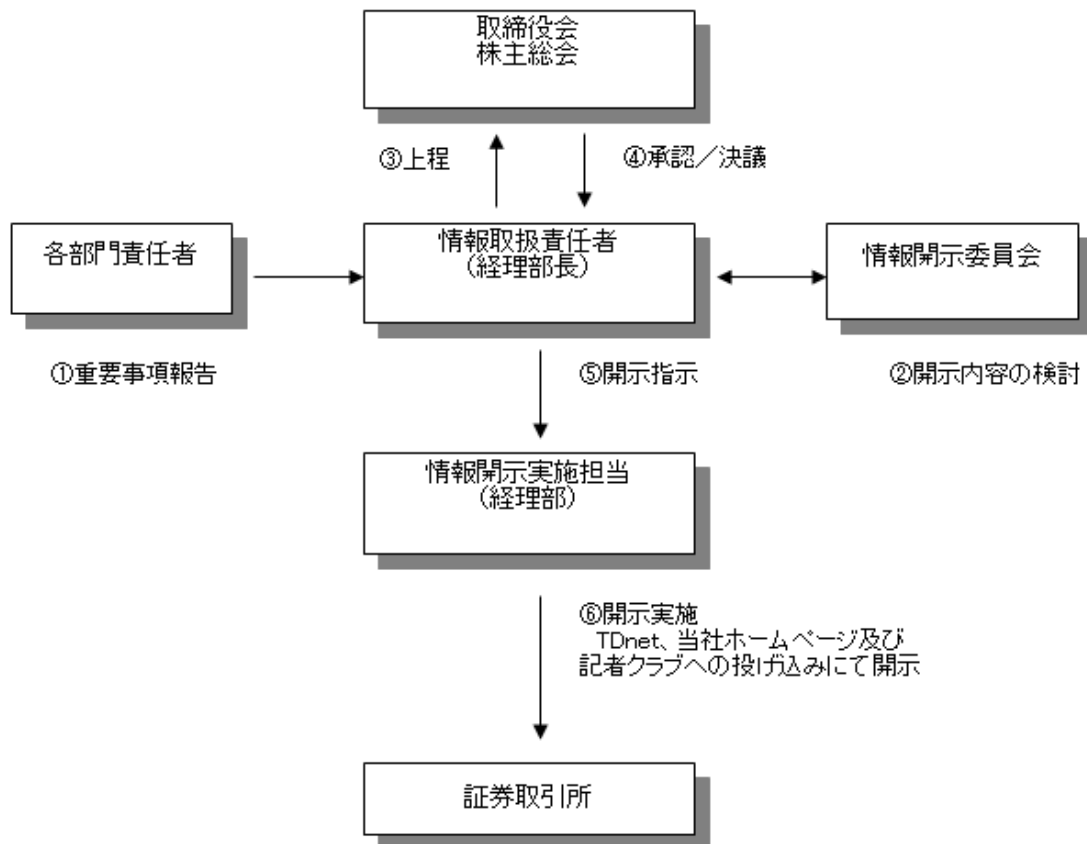 取締役会
株主総会
③上程
④承認／決議
各部門責任者
情報取扱責任者
（経理部長）
情報開示委員会
①重要事項報告
⑤開示指示
②開示内容の検討
情報開示実施担当
（経理部）
⑥開示実施
TDnet、当社ホームページ及び
記者クラブへの投げ込みにて開示
証券取引所